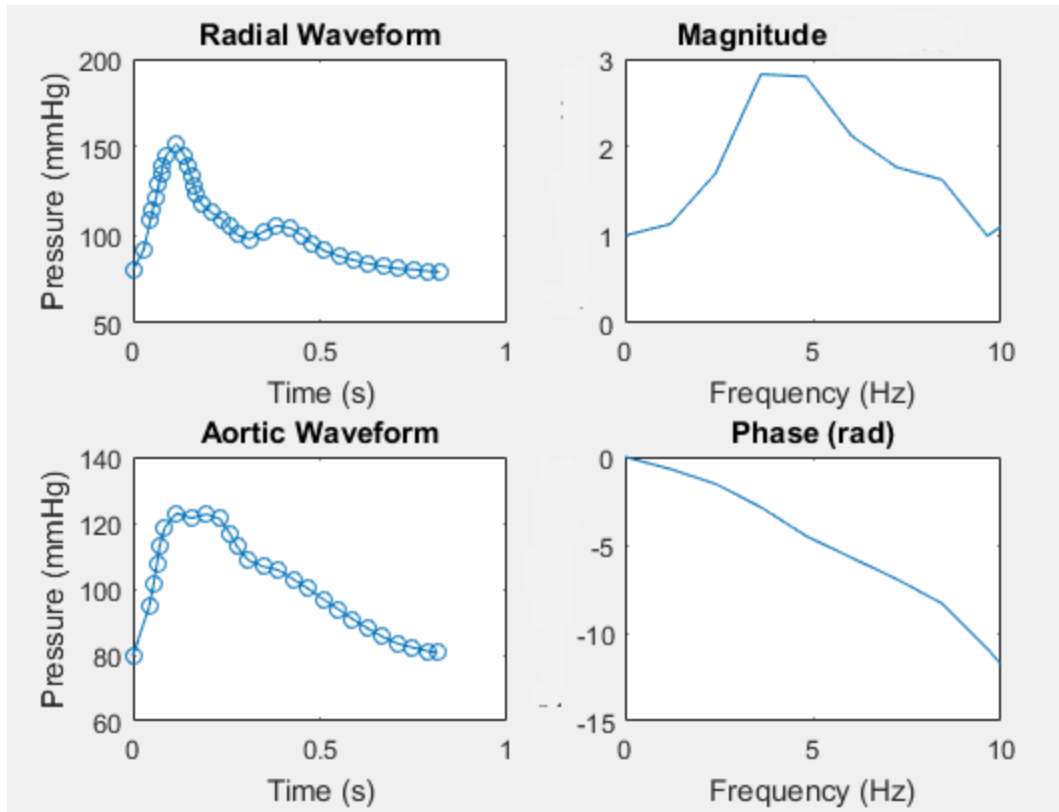 Radial Waveform
200
150
100
50
Pressure (mmHg)
0
0.5
1
Time (s)
Magnitude
3
2
1
0
0
5
10
Frequency (Hz)
Aortic Waveform
140
120
100
80
60
Pressure (mmHg)
0
0.5
1
Time (s)
Phase (rad)
0
-5
-10
-15
0
5
10
Frequency (Hz)